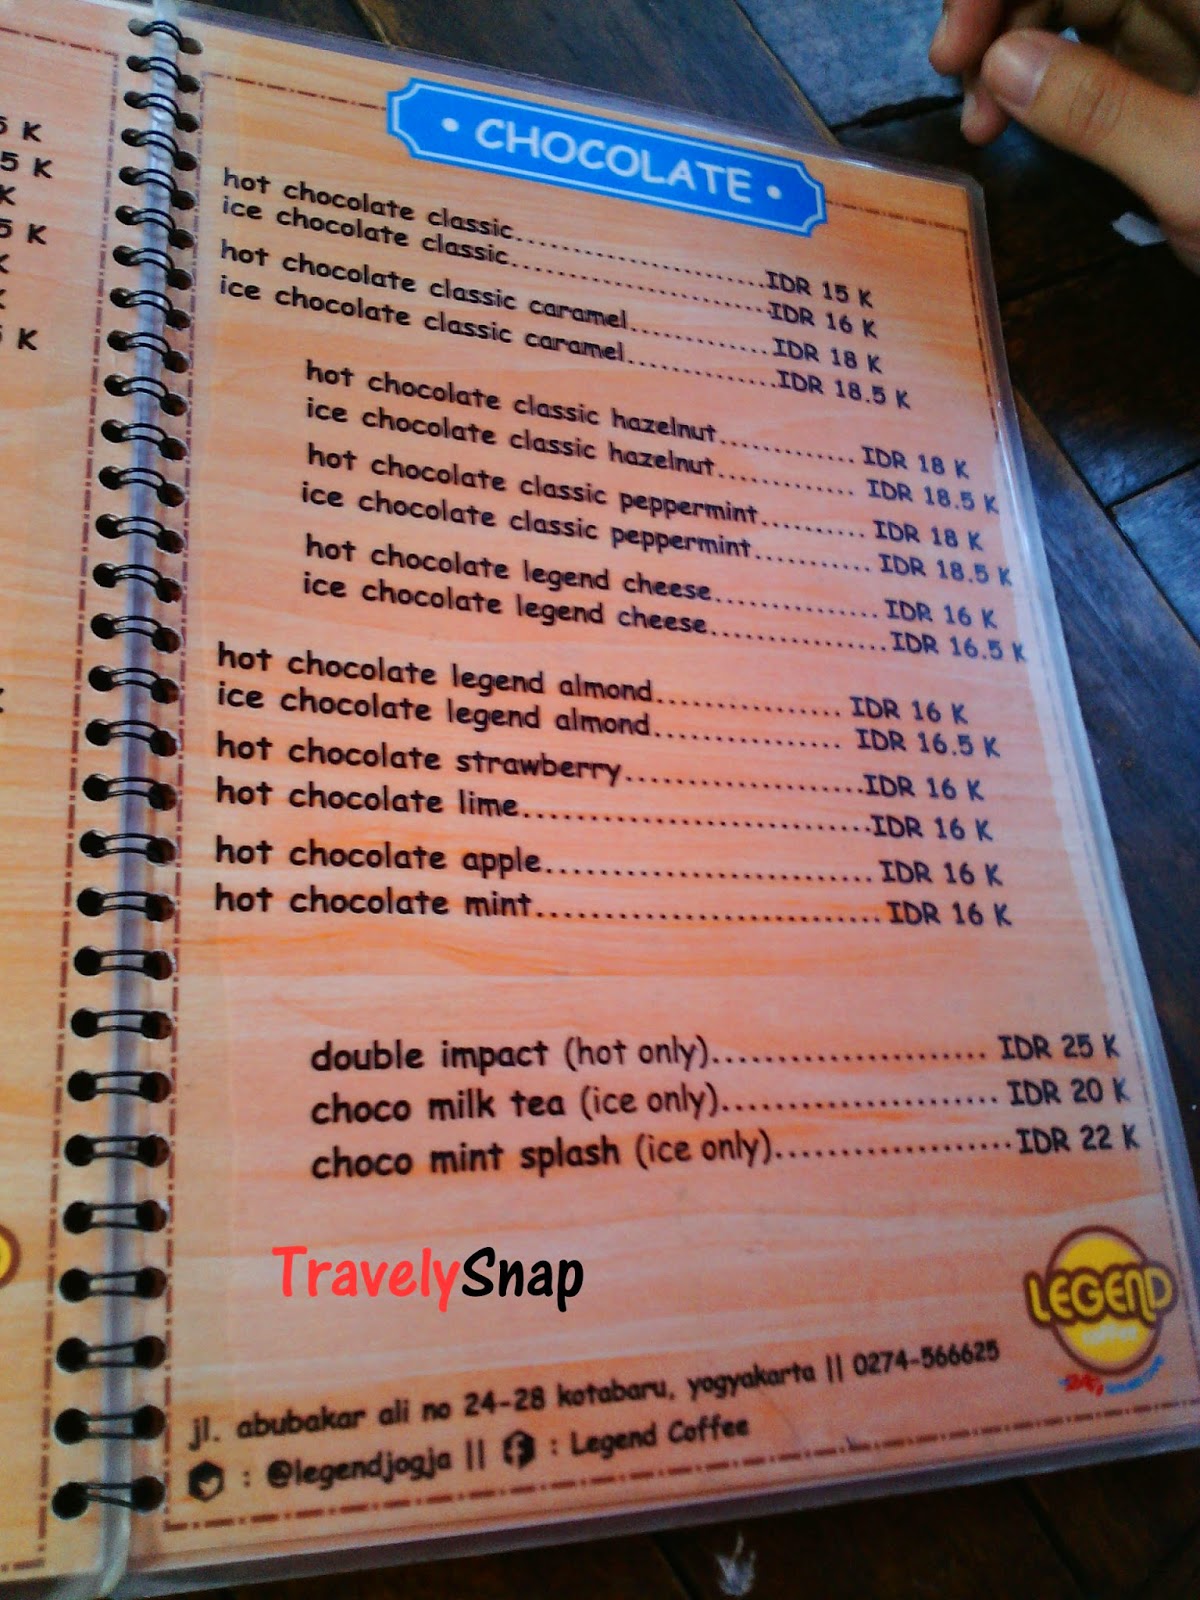 5 K
5 K
K
5 K
K
K
5 K
• CHOCOLATE •
hot chocolate classic......................IDR 15 K
ice chocolate classic......................IDR 16 K
hot chocolate classic caramel............IDR 18 K
ice chocolate classic caramel.............IDR 18.5 K
hot chocolate classic hazelnut............ IDR 18 K
ice chocolate classic hazelnut............ IDR 18.5 K
hot chocolate classic peppermint......... IDR 18 K
ice chocolate classic peppermint.......... IDR 18.5 K
hot chocolate legend cheese.............. IDR 16 K
ice chocolate legend cheese...............IDR 16.5 K
hot chocolate legend almond................ IDR 16 K
ice chocolate legend almond................ IDR 16.5 K
hot chocolate strawberry.....................IDR 16 K
hot chocolate lime..............................IDR 16 K
hot chocolate apple............................. IDR 16 K
hot chocolate mint.............................. IDR 16 K
double impact (hot only)....................... IDR 25 K
choco milk tea (ice only)....................... IDR 20 K
choco mint splash (ice only)....................IDR 22 K
TravelySnap
LEGEND
coffee
jl. abubakar ali no 24-28 kotabaru, yogyakarta || 0274-566625
: @legendjogja || f : Legend Coffee